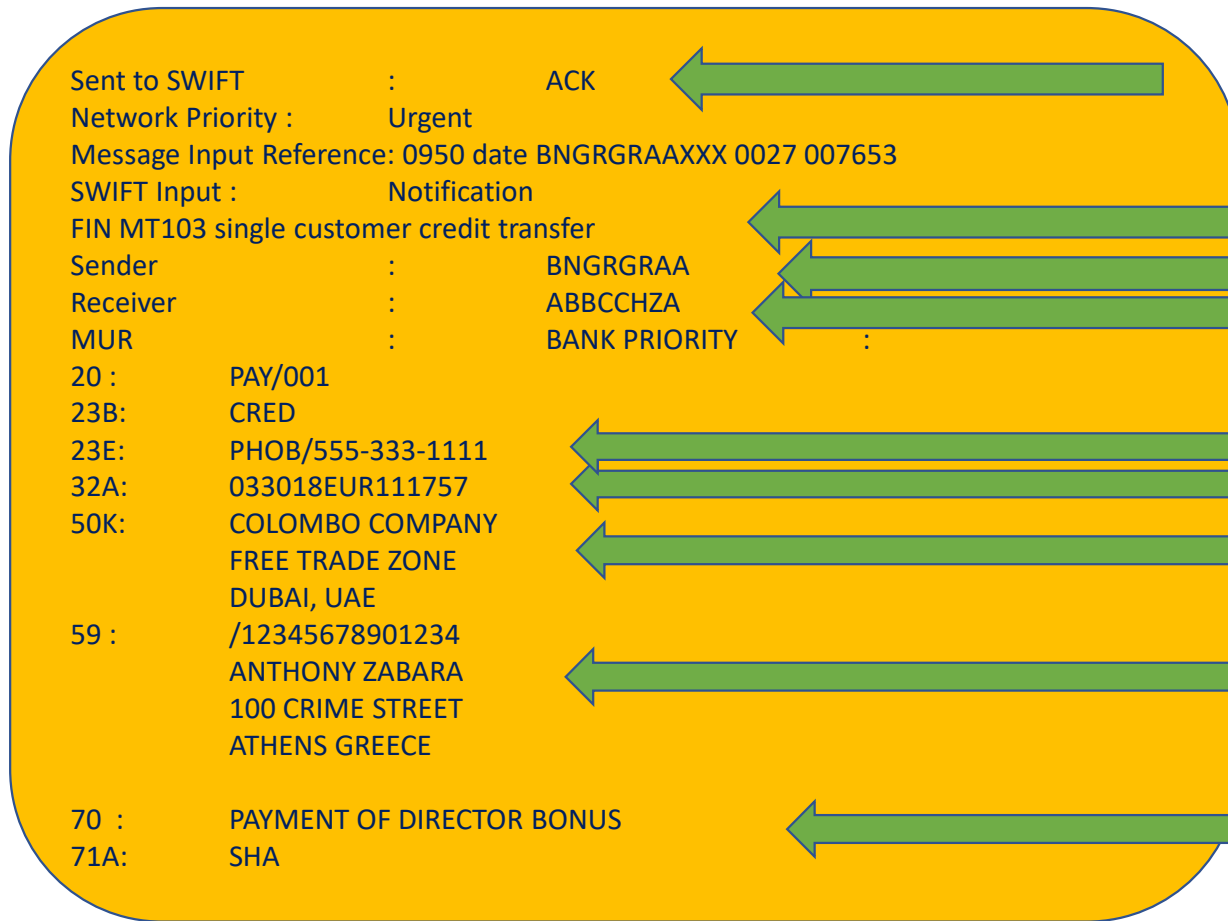 Sent to SWIFT : ACK
Network Priority : Urgent
Message Input Reference: 0950 date BNGRGRAAXXX 0027 007653
SWIFT Input : Notification
FIN MT103 single customer credit transfer
Sender : BNGRGRAA
Receiver : ABBCCHZA
MUR : BANK PRIORITY :
20 : PAY/001
23B: CRED
23E: PHOB/555-333-1111
32A: 033018EUR111757
50K: COLOMBO COMPANY
FREE TRADE ZONE
DUBAI, UAE
59 : /12345678901234
ANTHONY ZABARA
100 CRIME STREET
ATHENS GREECE
70 : PAYMENT OF DIRECTOR BONUS
71A: SHA